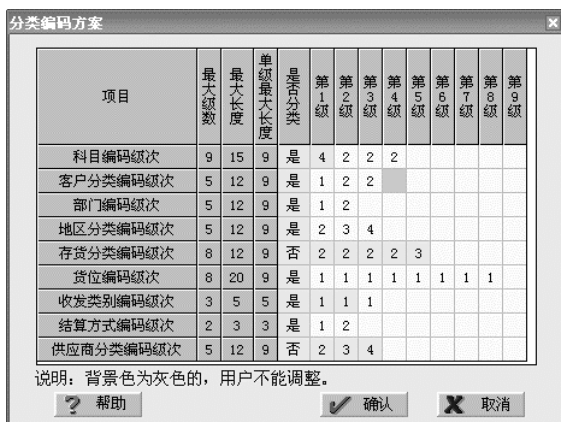 分类编码方案
项目 最大级数 最大长度 单级最大长度 是否分类 第1级 第2级 第3级 第4级 第5级 第6级 第7级 第8级 第9级
科目编码级次 9 15 9 是 4 2 2 2
客户分类编码级次 5 12 9 是 1 2 2
部门编码级次 5 12 9 是 1 2
地区分类编码级次 5 12 9 是 2 3 4
存货分类编码级次 8 12 9 否 2 2 2 2 3
货位编码级次 8 20 9 是 1 1 1 1 1 1 1 1
收发类别编码级次 3 5 5 是 1 1 1
结算方式编码级次 2 3 3 是 1 2
供应商分类编码级次 5 12 9 否 2 3 4
说明：背景色为灰色的，用户不能调整。
? 帮助 确认 取消